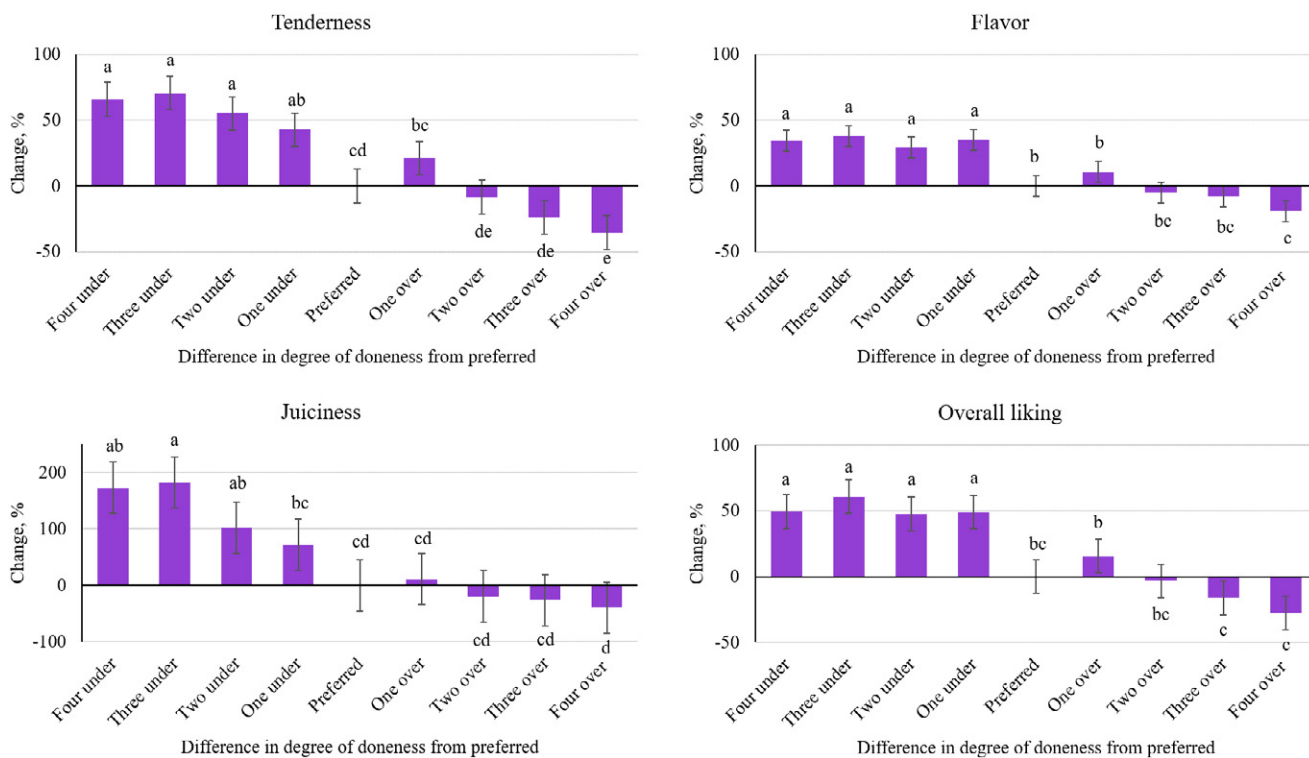 Tenderness
100
50
0
-50
Change, %
a
a
a
ab
cd
bc
de
de
e
Four under
Three under
Two under
One under
Preferred
One over
Two over
Three over
Four over
Difference in degree of doneness from preferred
Flavor
100
50
0
-50
Change, %
a
a
a
a
b
b
bc
bc
c
Four under
Three under
Two under
One under
Preferred
One over
Two over
Three over
Four over
Difference in degree of doneness from preferred
Juiciness
200
100
0
-100
Change, %
ab
a
ab
bc
cd
cd
cd
cd
d
Four under
Three under
Two under
One under
Preferred
One over
Two over
Three over
Four over
Difference in degree of doneness from preferred
Overall liking
100
50
0
-50
Change, %
a
a
a
a
bc
b
bc
c
c
Four under
Three under
Two under
One under
Preferred
One over
Two over
Three over
Four over
Difference in degree of doneness from preferred